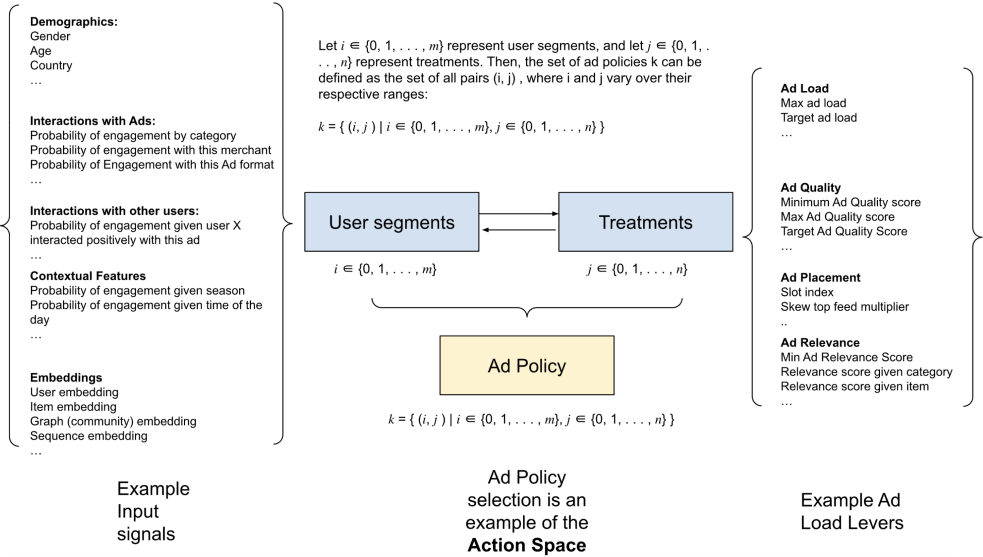 Demographics:
Gender
Age
Country
…
Interactions with Ads:
Probability of engagement by category
Probability of engagement with this merchant
Probability of Engagement with this Ad format
…
Interactions with other users:
Probability of engagement given user X
interacted positively with this ad
…
Contextual Features
Probability of engagement given season
Probability of engagement given time of the
day
…
Embeddings
User embedding
Item embedding
Graph (community) embedding
Sequence embedding
…
Example
Input
signals
Let i ∈ {0, 1, . . . , m} represent user segments, and let j ∈ {0, 1, .
. . , n} represent treatments. Then, the set of ad policies k can be
defined as the set of all pairs (i, j) , where i and j vary over their
respective ranges:
k = { (i, j ) | i ∈ {0, 1, . . . , m}, j ∈ {0, 1, . . . , n} }
User segments
Treatments
i ∈ {0, 1, . . . , m}
j ∈ {0, 1, . . . , n}
Ad Policy
k = { (i, j ) | i ∈ {0, 1, . . . , m}, j ∈ {0, 1, . . . , n} }
Ad Policy
selection is an
example of the
Action Space
Ad Load
Max ad load
Target ad load
…
Ad Quality
Minimum Ad Quality score
Max Ad Quality score
Target Ad Quality Score
…
Ad Placement
Slot index
Skew top feed multiplier
..
Ad Relevance
Min Ad Relevance Score
Relevance score given category
Relevance score given item
…
Example Ad
Load Levers